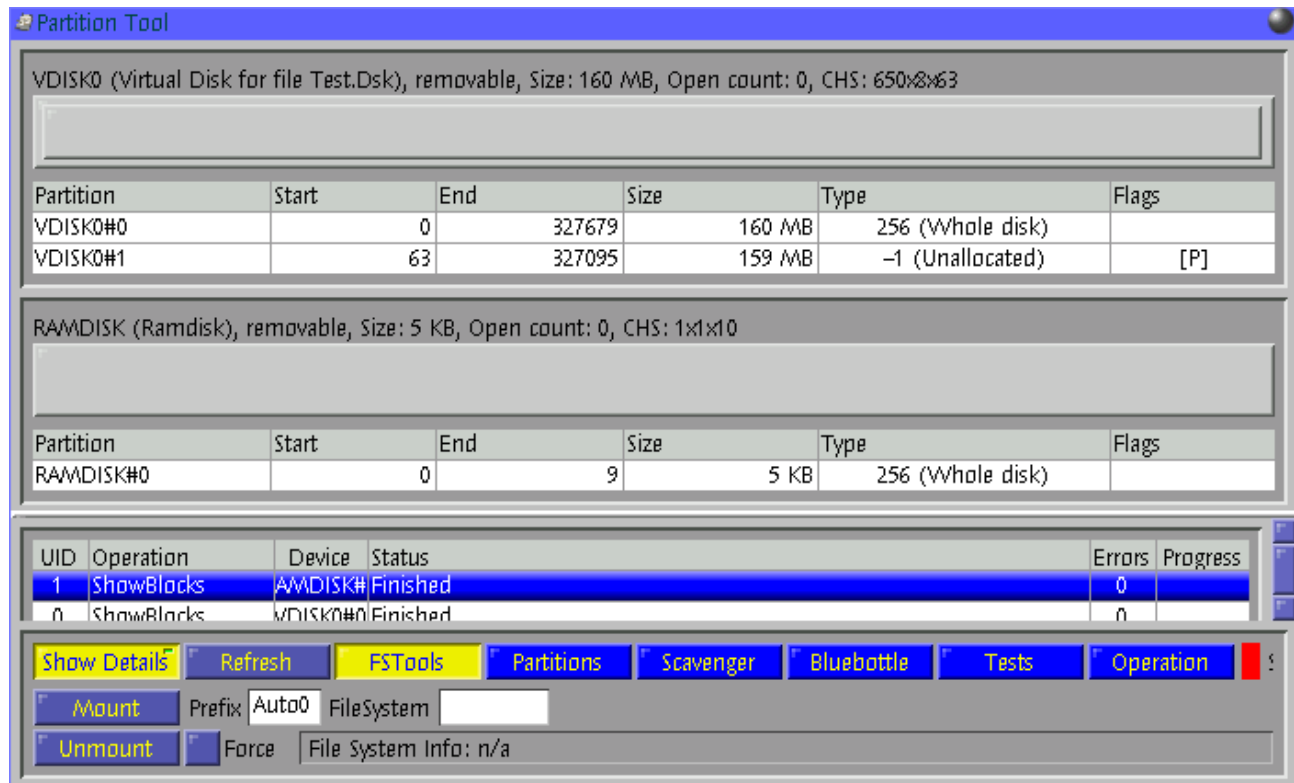 Partition Tool
VDISK0 (Virtual Disk for file Test.Dsk), removable, Size: 160 MB, Open count: 0, CHS: 650x8x63
Partition Start End Size Type Flags
VDISK0#0 0 327679 160 MB 256 (Whole disk)
VDISK0#1 63 327095 159 MB –1 (Unallocated) [P]
RAMDISK (Ramdisk), removable, Size: 5 KB, Open count: 0, CHS: 1x1x10
Partition Start End Size Type Flags
RAMDISK#0 0 9 5 KB 256 (Whole disk)
UID Operation Device Status Errors Progress
1 ShowBlocks AMDISK# Finished 0
0 ShowBlocks VDISK0#0 Finished 0
Show Details Refresh FSTools Partitions Scavenger Bluebottle Tests Operation
Mount Prefix Auto0 FileSystem
Unmount Force File System Info: n/a